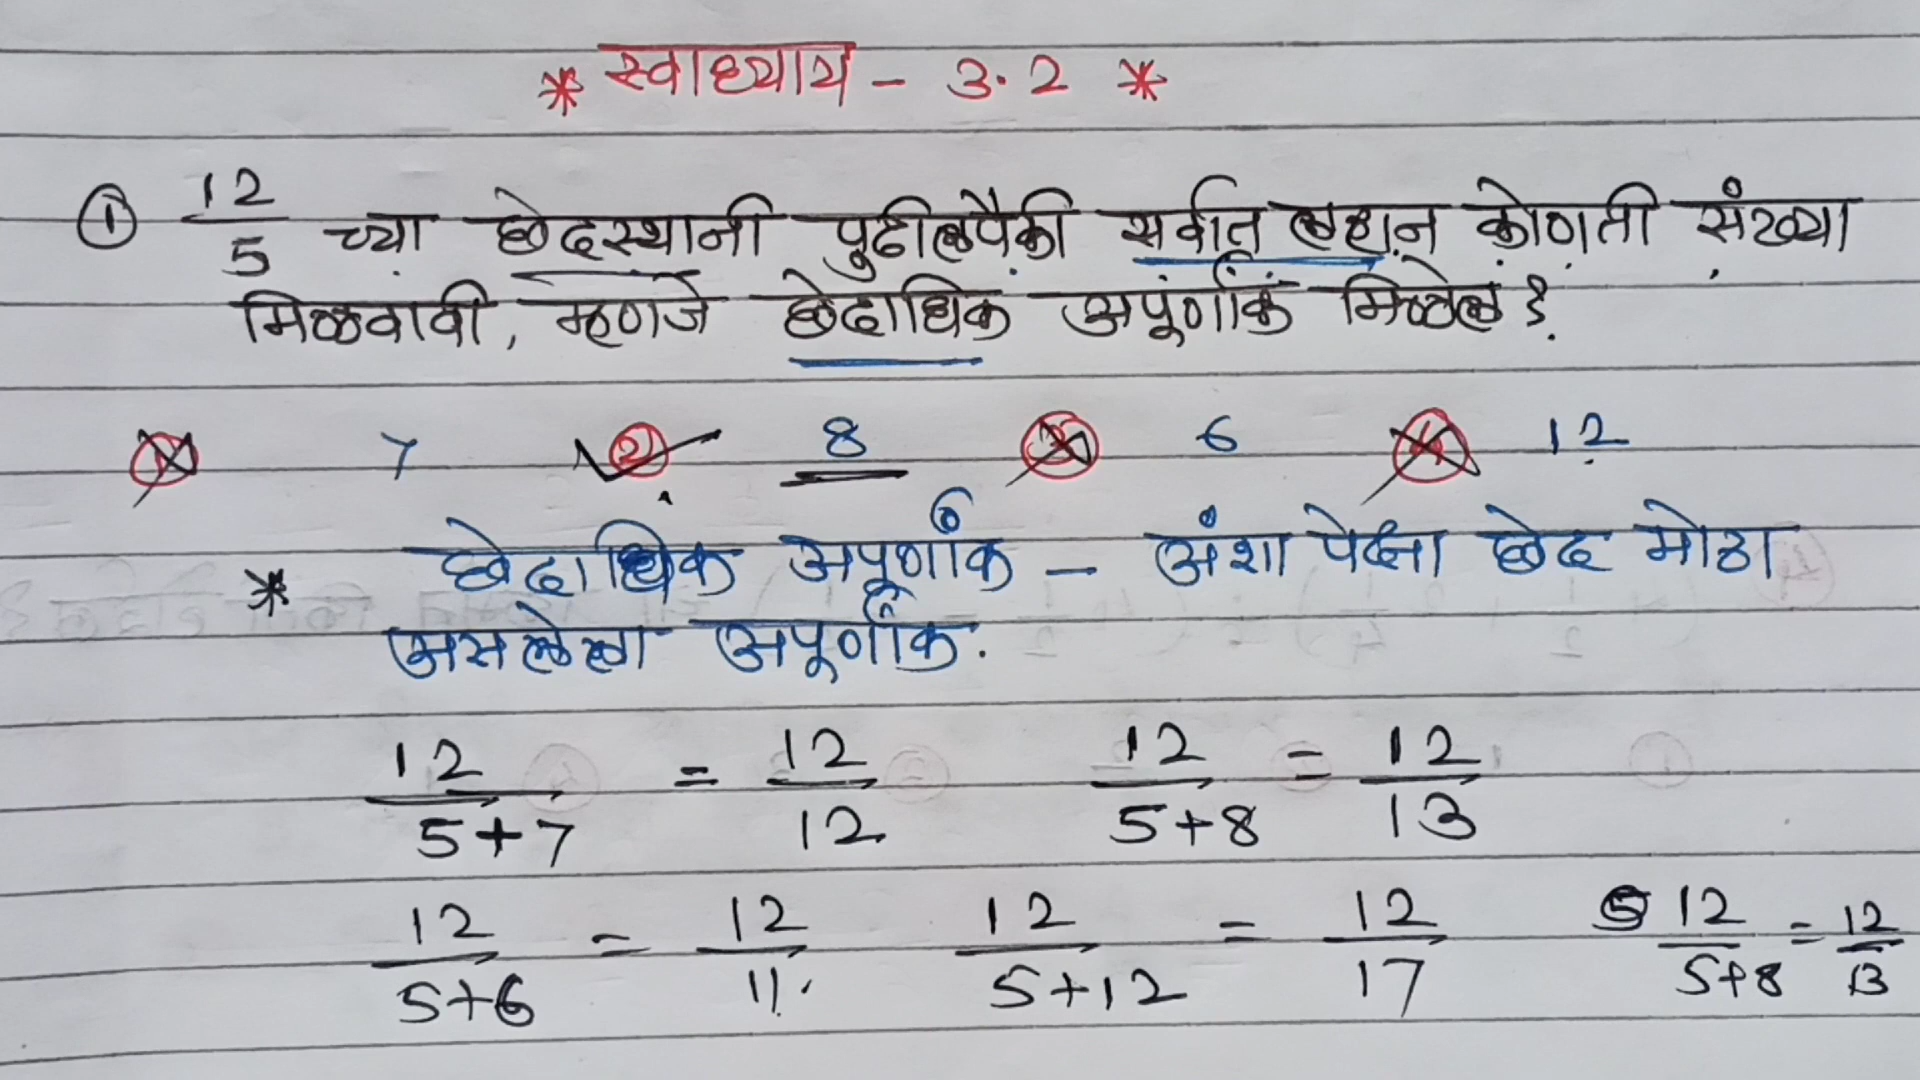 * स्वाध्याय - 3.2 *
① 12/5 च्या छेदस्थानी पुढीलपैकी सर्वात लहान कोणती संख्या
मिळवावी, म्हणजे छेदाधिक अपूर्णांक मिळेल ?
① 7 ② 8 ③ 6 ④ 12
* छेदाधिक अपूर्णांक - अंशा पेक्षा छेद मोठा
असलेला अपूर्णांक.
12/5+7 = 12/12 12/5+8 = 12/13
12/5+6 = 12/11. 12/5+12 = 12/17 12/5+8 = 12/13